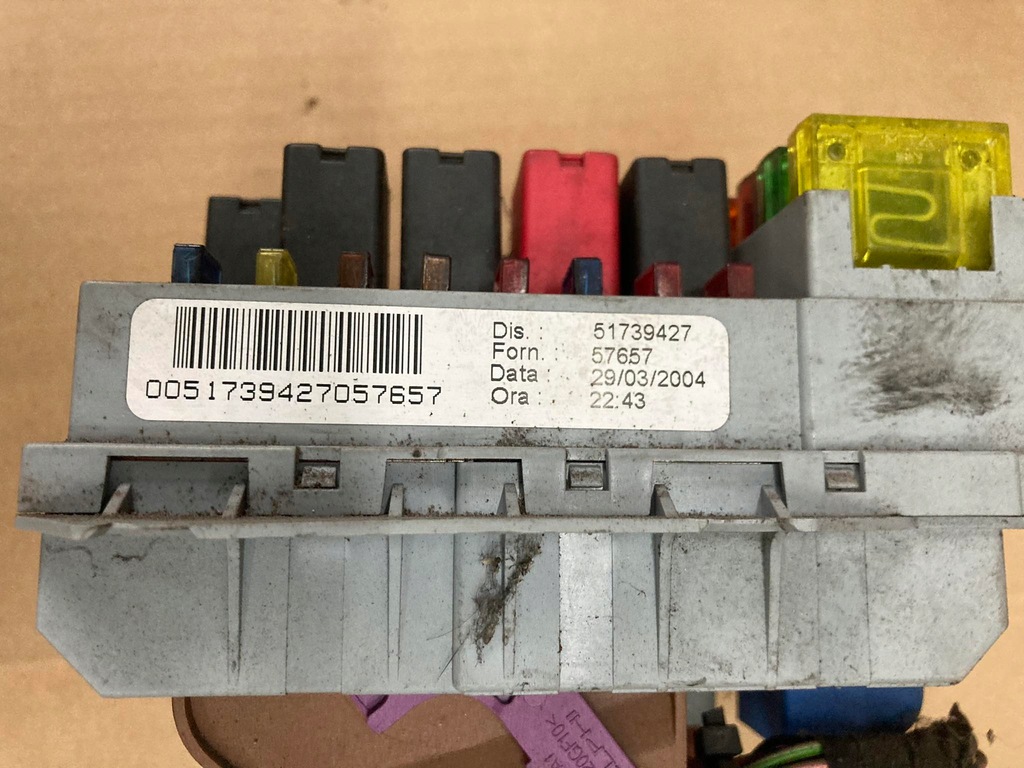 Dis. : 51739427
Forn. : 57657
Data : 29/03/2004
Ora : 22:43
0051739427057657